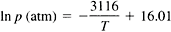 ln p (atm) = −3116/T + 16.01